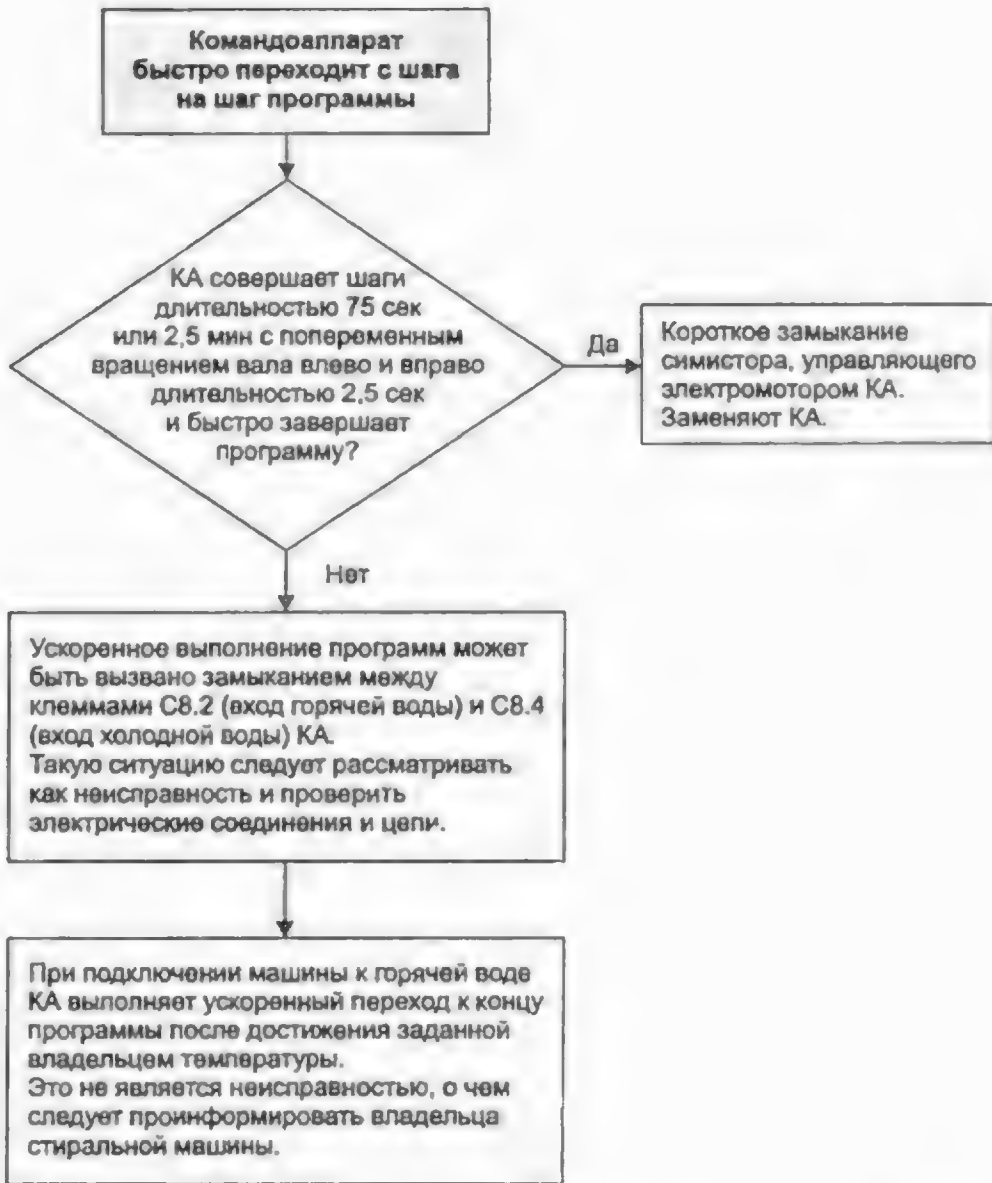 Командоаппарат
быстро переходит с шага
на шаг программы
КА совершает шаги
длительностью 75 сек
или 2,5 мин с попеременным
вращением вала влево и вправо
длительностью 2,5 сек
и быстро завершает
программу?
Да
Короткое замыкание
симистора, управляющего
электромотором КА.
Заменяют КА.
Нет
Ускоренное выполнение программ может
быть вызвано замыканием между
клеммами С8.2 (вход горячей воды) и С8.4
(вход холодной воды) КА.
Такую ситуацию следует рассматривать
как неисправность и проверить
электрические соединения и цепи.
При подключении машины к горячей воде
КА выполняет ускоренный переход к концу
программы после достижения заданной
владельцем температуры.
Это не является неисправностью, о чем
следует проинформировать владельца
стиральной машины.